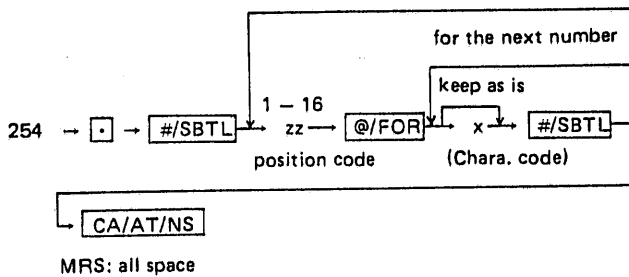 for the next number
keep as is
1 – 16
254 → · → #/SBTL → zz → @/FOR → x → #/SBTL
position code (Chara. code)
CA/AT/NS
MRS: all space